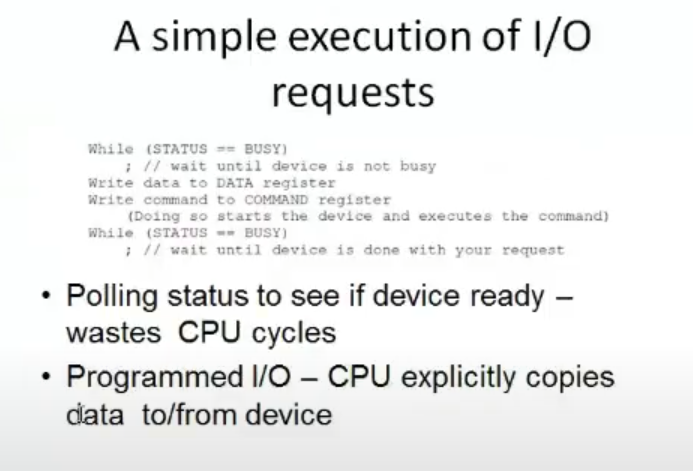 A simple execution of I/O
requests
While (STATUS == BUSY)
; // wait until device is not busy
Write data to DATA register
Write command to COMMAND register
(Doing so starts the device and executes the command)
While (STATUS == BUSY)
; // wait until device is done with your request
• Polling status to see if device ready –
wastes CPU cycles
• Programmed I/O – CPU explicitly copies
data to/from device